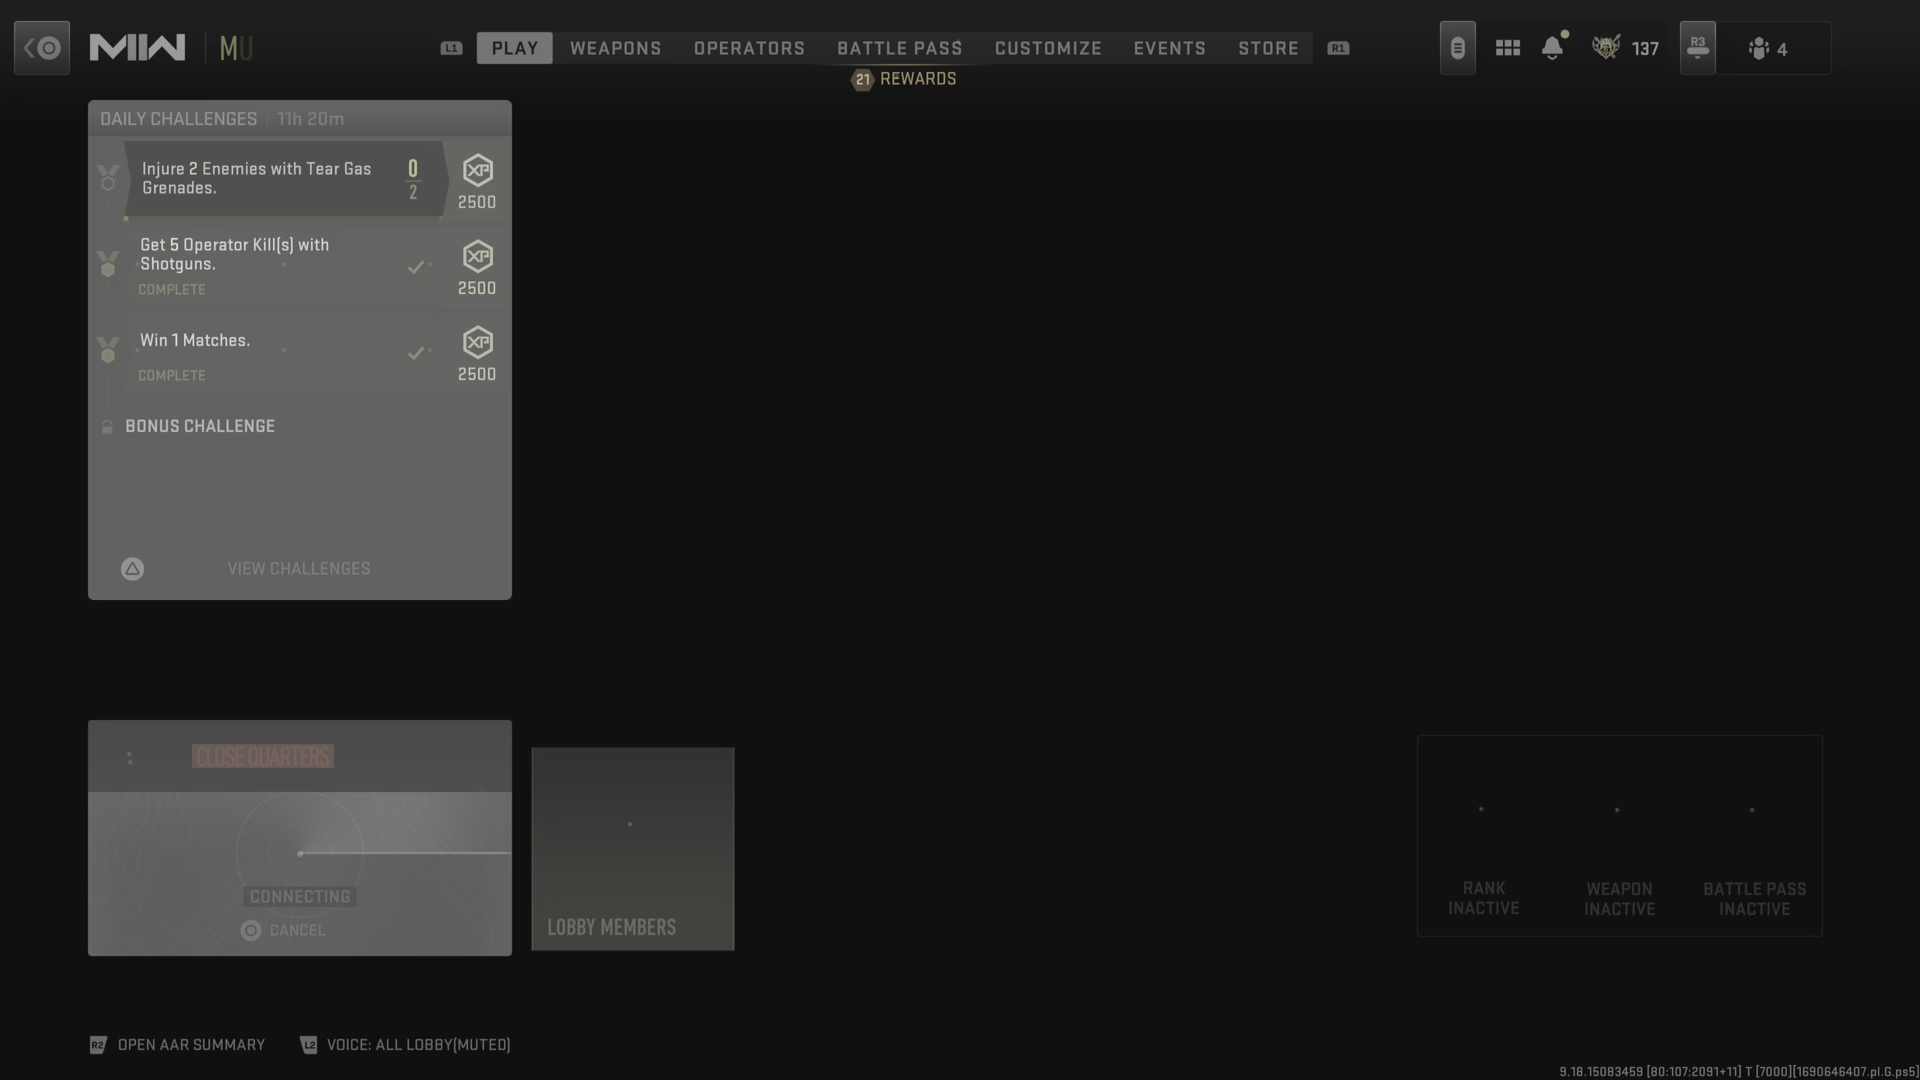 MW MU
L1 PLAY WEAPONS OPERATORS BATTLE PASS CUSTOMIZE EVENTS STORE R1
137
R3
4
21 REWARDS
DAILY CHALLENGES 11h 20m
Injure 2 Enemies with Tear Gas
Grenades.
0
2
XP
2500
Get 5 Operator Kill(s) with
Shotguns.
COMPLETE
XP
2500
Win 1 Matches.
COMPLETE
XP
2500
BONUS CHALLENGE
VIEW CHALLENGES
CLOSE QUARTERS
CONNECTING
CANCEL
LOBBY MEMBERS
RANK
INACTIVE
WEAPON
INACTIVE
BATTLE PASS
INACTIVE
R2 OPEN AAR SUMMARY
L2 VOICE: ALL LOBBY(MUTED)
9.18.15083459 [80:107:2091+11] T [7000][1690646407.pl.G.ps5]